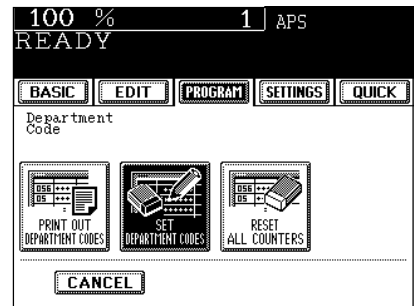 100 % 1 APS
READY
BASIC EDIT PROGRAM SETTINGS QUICK
Department
Code
PRINT OUT
DEPARTMENT CODES
SET
DEPARTMENT CODES
RESET
ALL COUNTERS
CANCEL